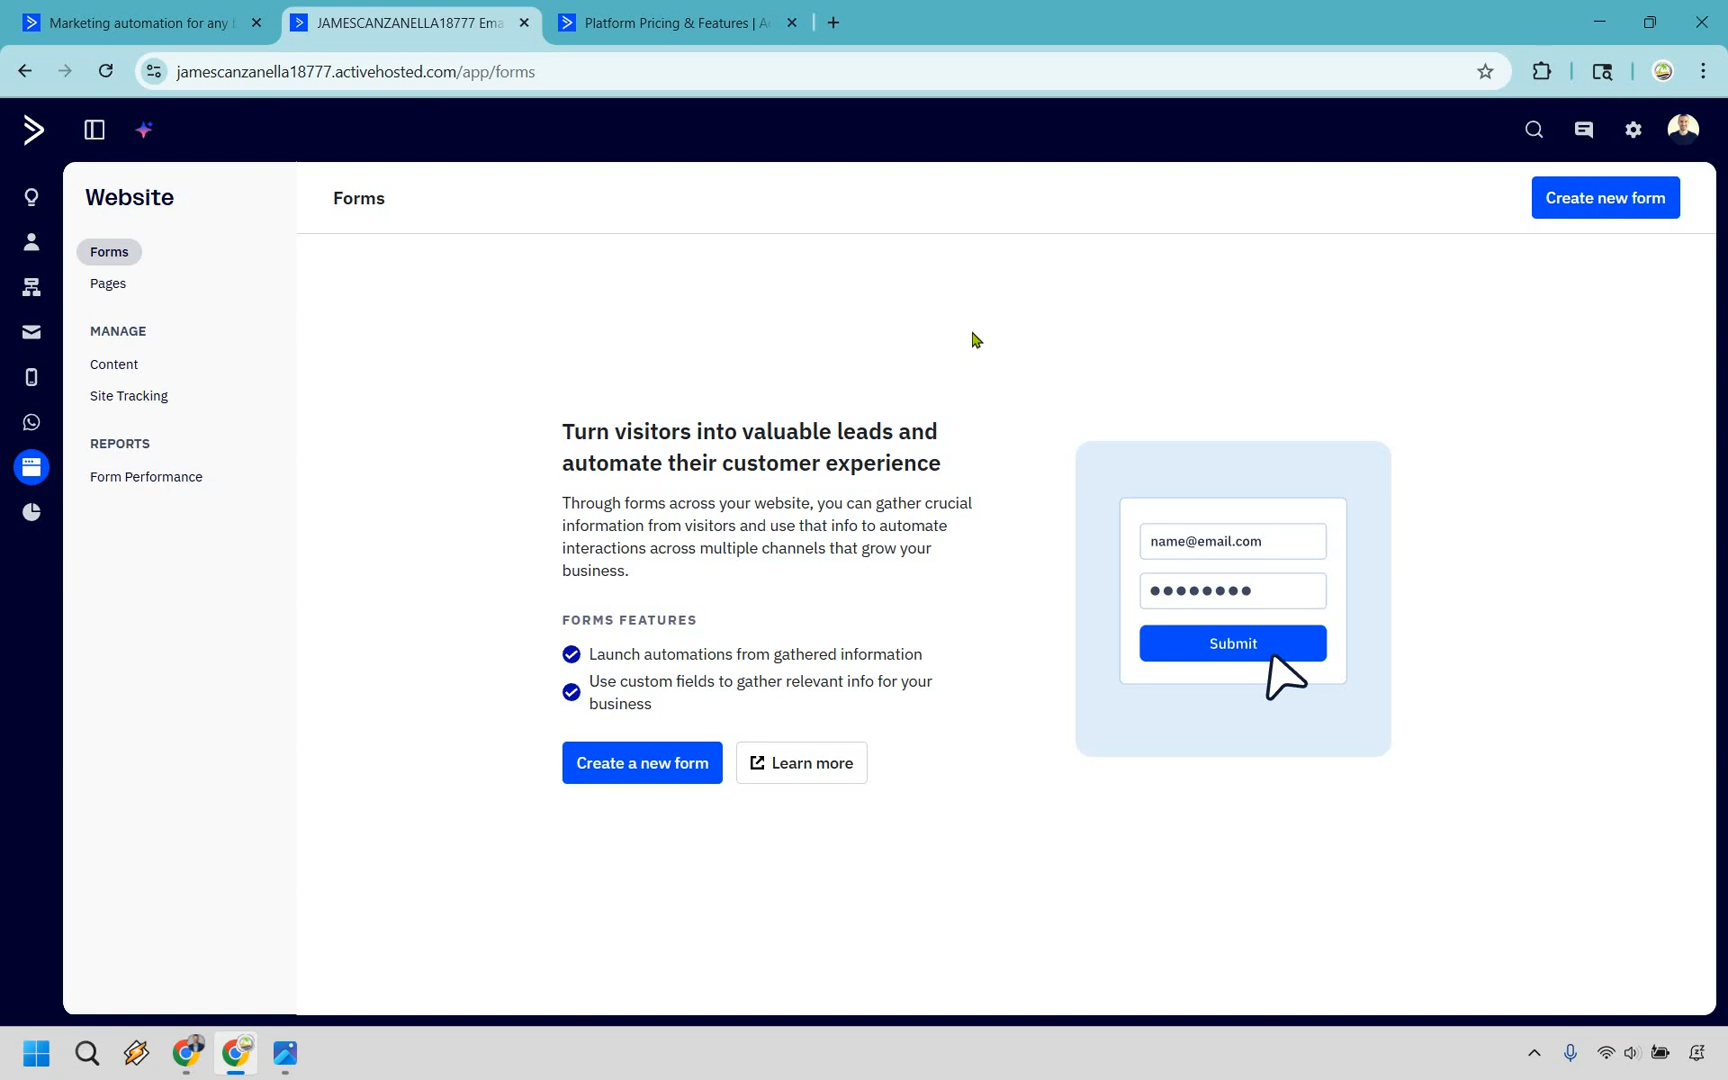 Marketing automation for any
JAMESCANZANELLA18777 Ema
Platform Pricing & Features |
jamescanzanella18777.activehosted.com/app/forms
Website
Forms
Create new form
Forms
Pages
MANAGE
Content
Site Tracking
REPORTS
Form Performance
Turn visitors into valuable leads and
automate their customer experience
Through forms across your website, you can gather crucial
information from visitors and use that info to automate
interactions across multiple channels that grow your
business.
FORMS FEATURES
Launch automations from gathered information
Use custom fields to gather relevant info for your
business
Create a new form
Learn more
name@email.com
Submit